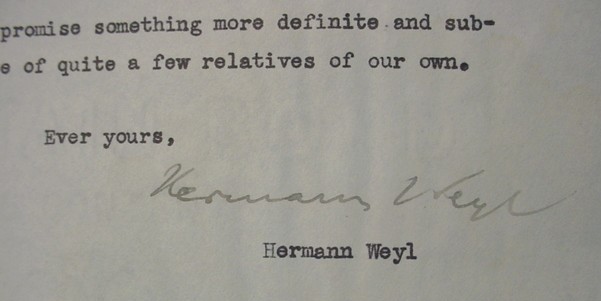 promise something more definite and sub-
e of quite a few relatives of our own.
Ever yours,
Hermann Weyl
Hermann Weyl